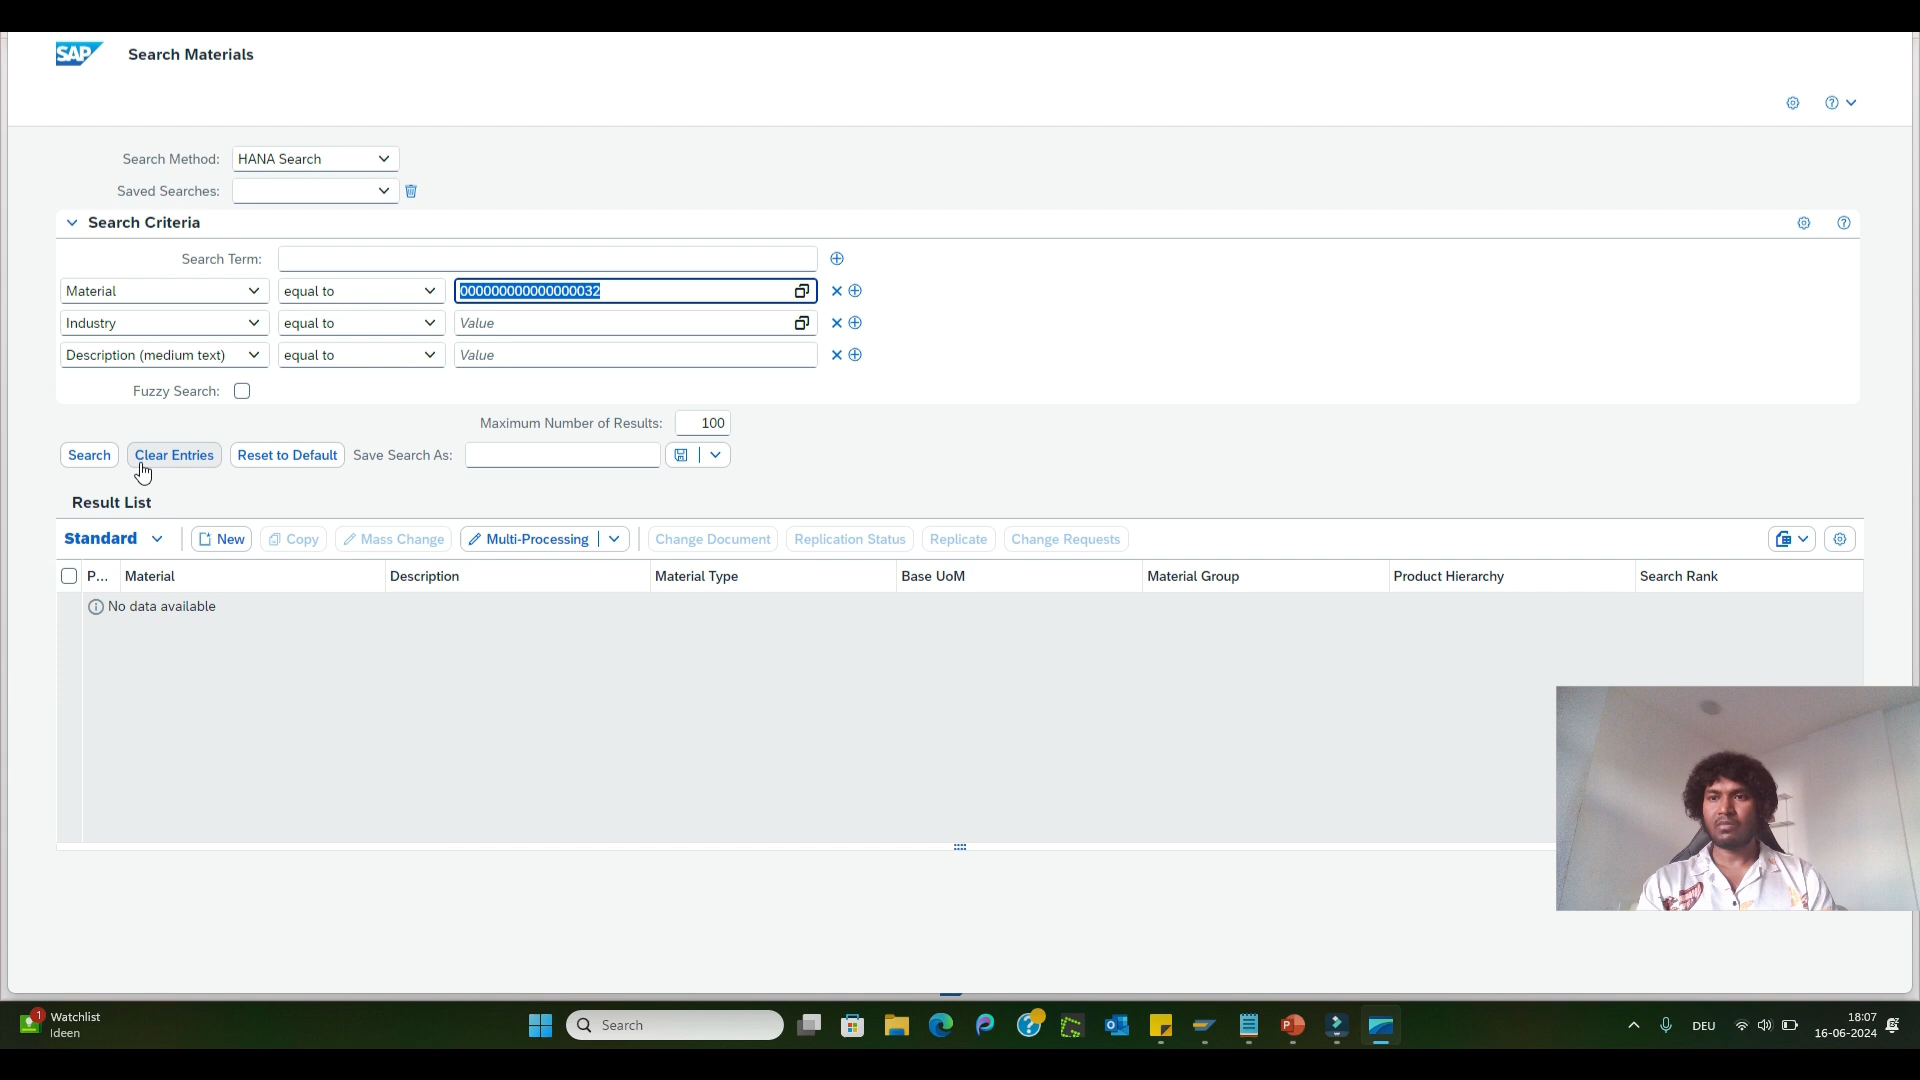 SAP Search Materials
Search Method: HANA Search
Saved Searches:
Search Criteria
Search Term:
Material equal to 000000000000000032
Industry equal to Value
Description (medium text) equal to Value
Fuzzy Search:
Maximum Number of Results: 100
Search Clear Entries Reset to Default Save Search As:
Result List
Standard New Copy Mass Change Multi-Processing Change Document Replication Status Replicate Change Requests
P... Material Description Material Type Base UoM Material Group Product Hierarchy Search Rank
No data available
1 Watchlist
Ideen
Search
DEU
18:07
16-06-2024